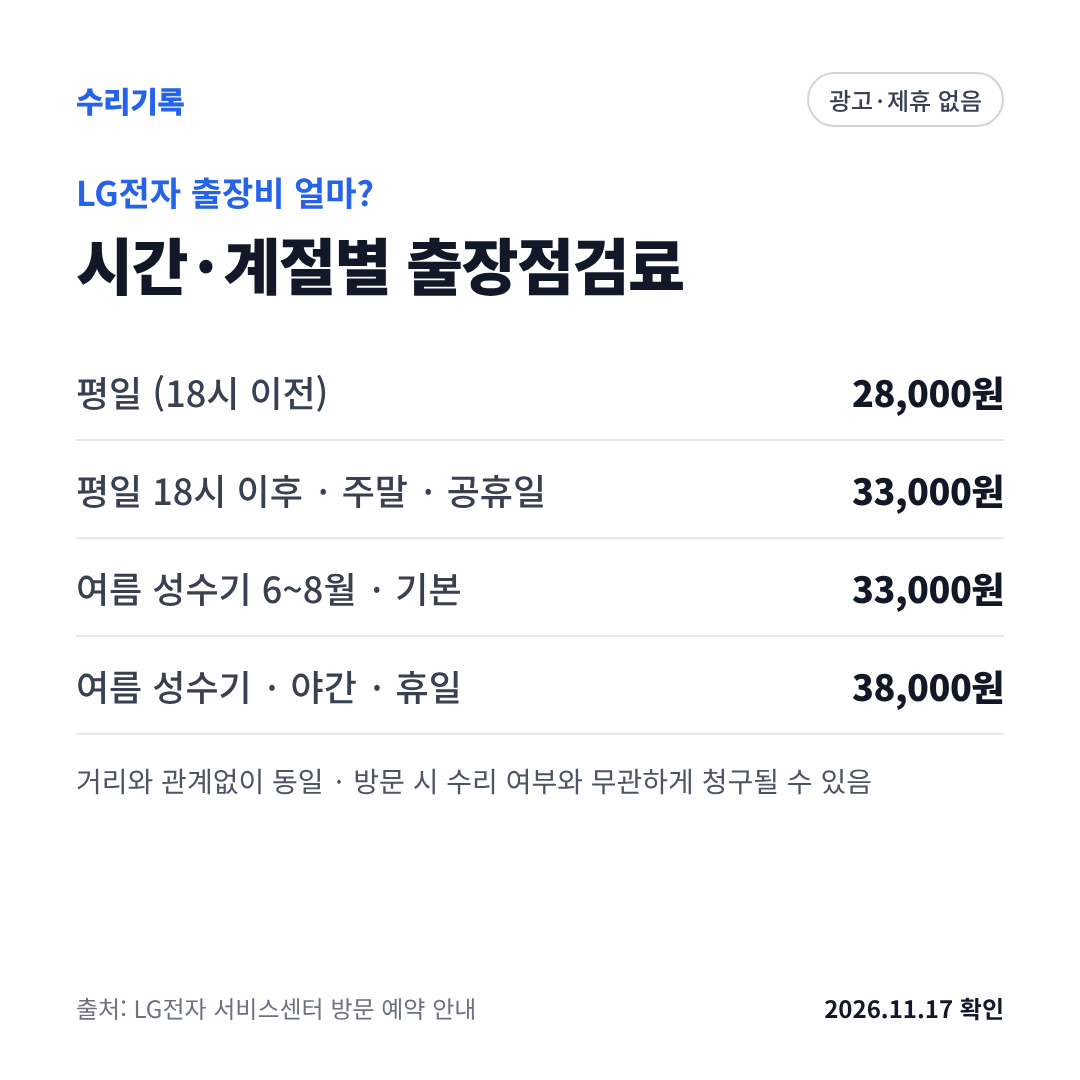 수리기록
광고·제휴 없음
LG전자 출장비 얼마?
시간·계절별 출장점검료
평일 (18시 이전) 28,000원
평일 18시 이후 · 주말 · 공휴일 33,000원
여름 성수기 6~8월 · 기본 33,000원
여름 성수기 · 야간 · 휴일 38,000원
거리와 관계없이 동일 · 방문 시 수리 여부와 무관하게 청구될 수 있음
출처: LG전자 서비스센터 방문 예약 안내
2026.11.17 확인